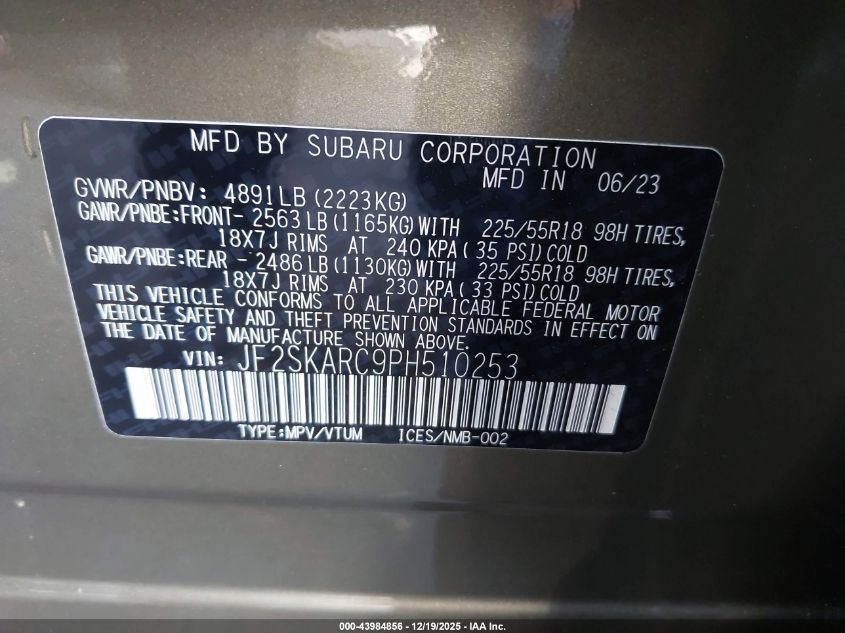 MFD BY SUBARU CORPORATION
MFD IN 06/23
GVWR/PNBV: 4891LB (2223KG)
GAWR/PNBE:FRONT- 2563LB (1165KG) WITH 225/55R18 98H TIRES,
18X7J RIMS AT 240 KPA (35 PSI) COLD
GAWR/PNBE:REAR -2486LB (1130KG) WITH 225/55R18 98H TIRES,
18X7J RIMS AT 230 KPA (33 PSI) COLD
THIS VEHICLE CONFORMS TO ALL APPLICABLE FEDERAL MOTOR
VEHICLE SAFETY AND THEFT PREVENTION STANDARDS IN EFFECT ON
THE DATE OF MANUFACTURE SHOWN ABOVE.
VIN: JF2SKARC9PH510253
TYPE:MPV/VTUM ICES/NMB-002
000-43984856 | 12/19/2025 - IAA Inc.